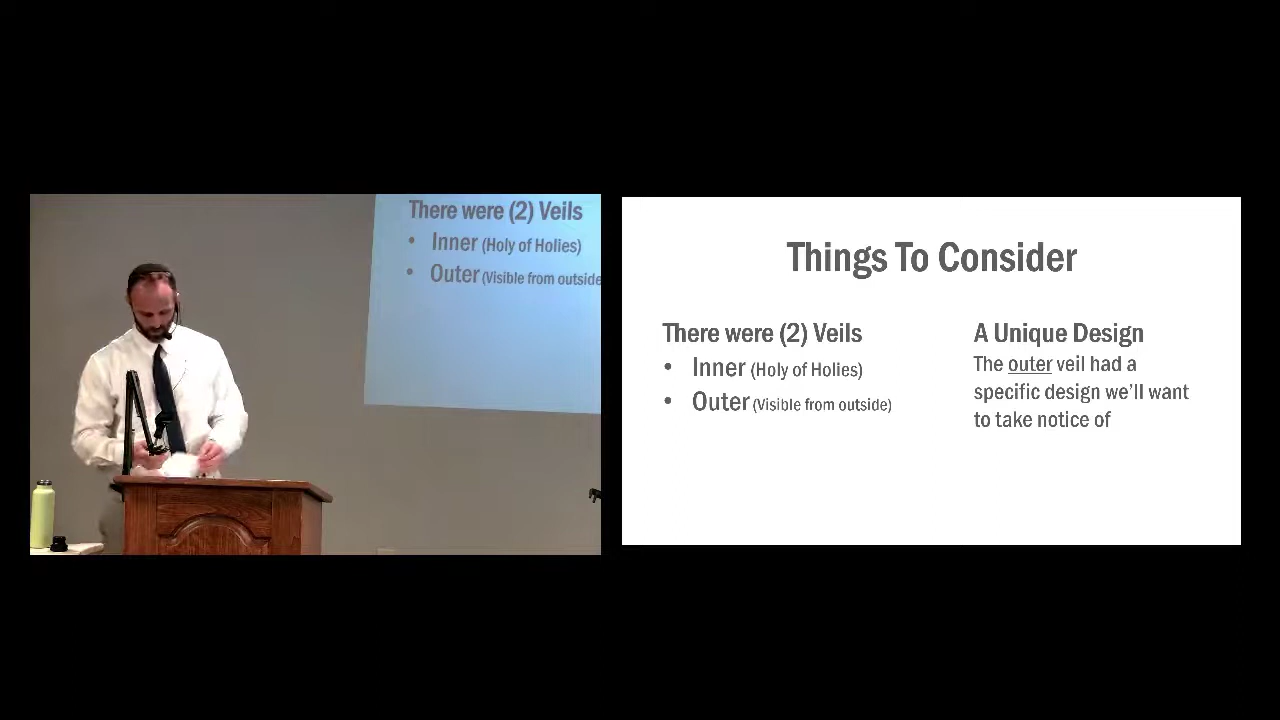 There were (2) Veils
• Inner (Holy of Holies)
• Outer (Visible from outside
Things To Consider
There were (2) Veils
• Inner (Holy of Holies)
• Outer (Visible from outside)
A Unique Design
The outer veil had a
specific design we'll want
to take notice of